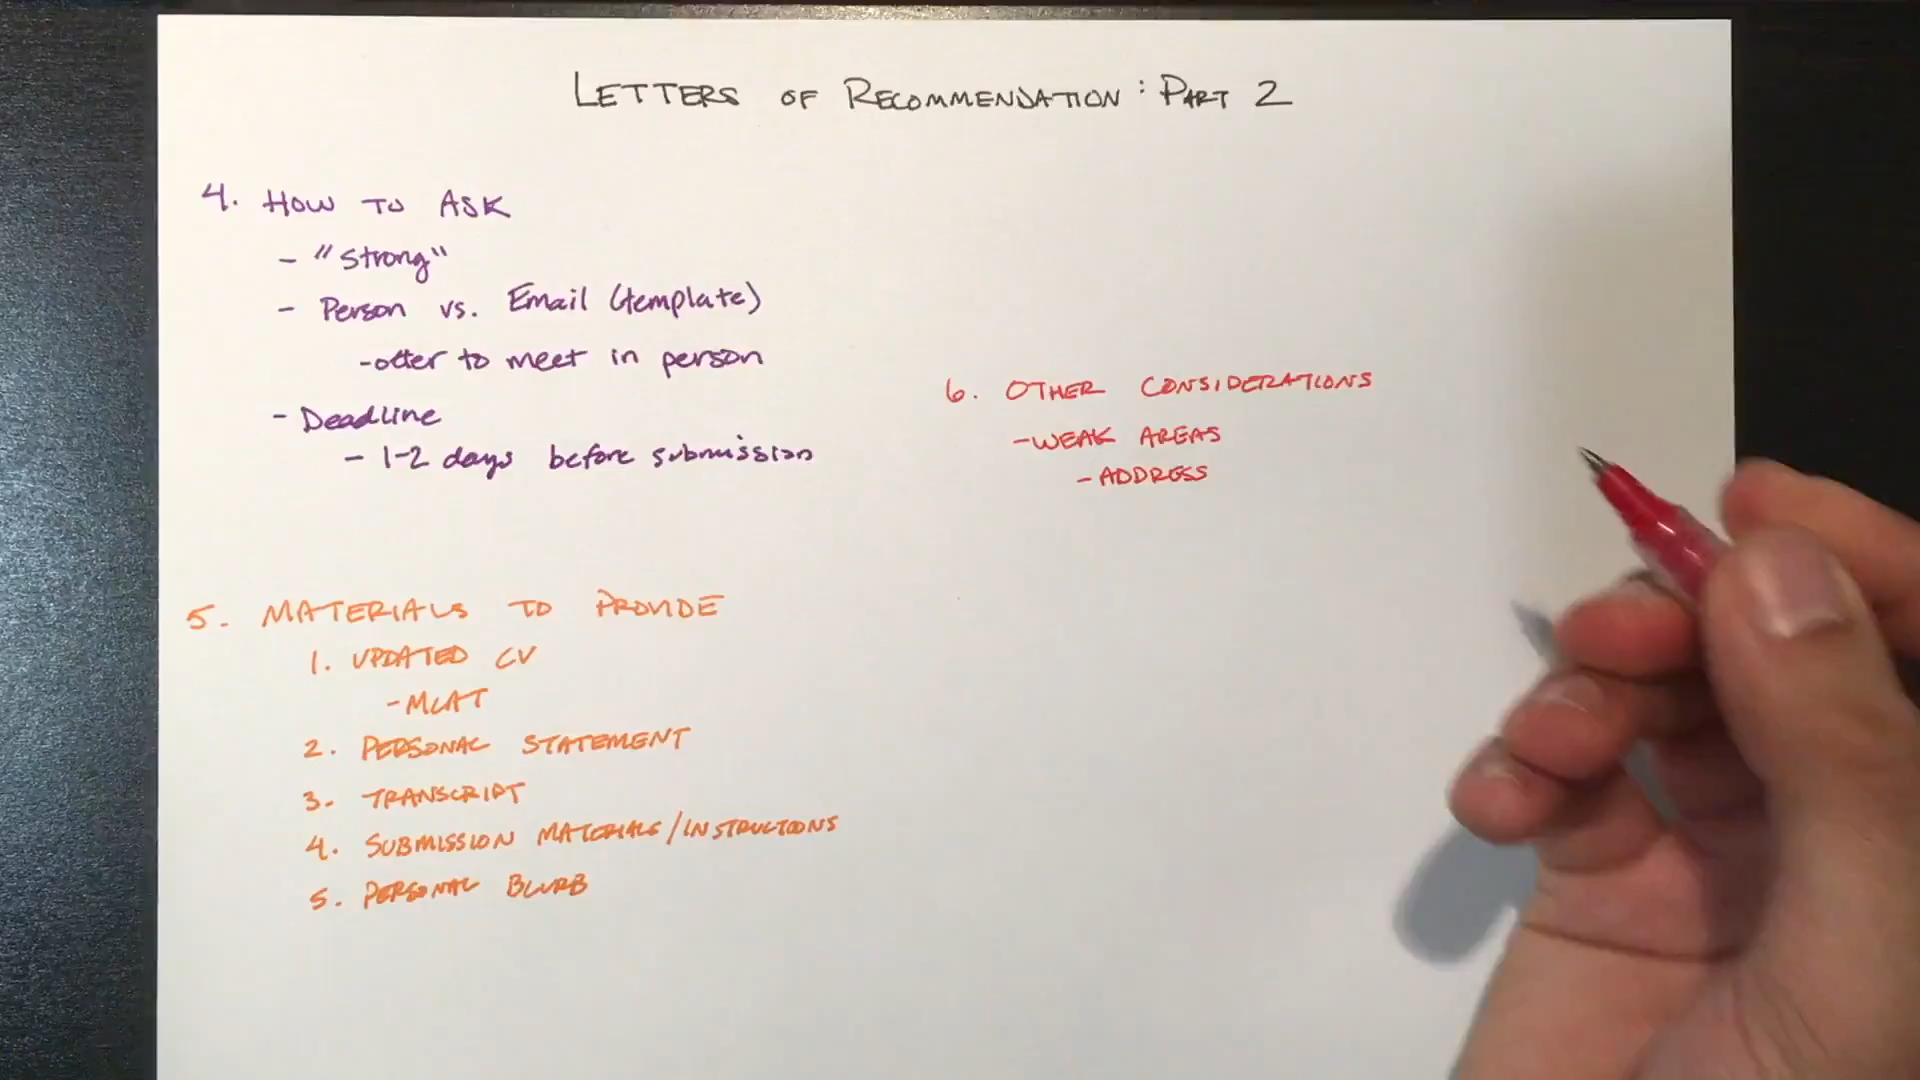 LETTERS OF RECOMMENDATION: PART 2
4. HOW TO ASK
- "Strong"
- Person vs. Email (template)
- offer to meet in person
- Deadline
- 1-2 days before submission
5. MATERIALS TO PROVIDE
1. UPDATED CV
- MCAT
2. PERSONAL STATEMENT
3. TRANSCRIPT
4. SUBMISSION MATERIALS/INSTRUCTIONS
5. PERSONAL BLURB
6. OTHER CONSIDERATIONS
- WEAK AREAS
- ADDRESS